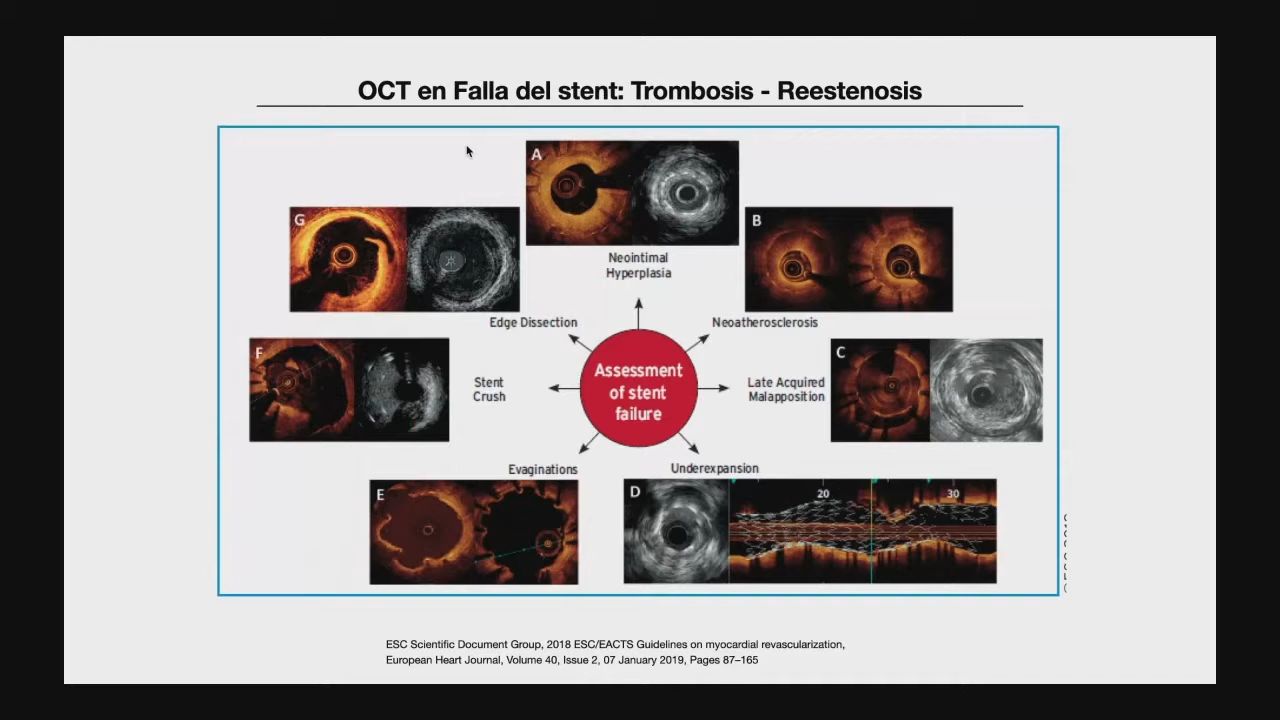 OCT en Falla del stent: Trombosis - Reestenosis
A
Neointimal
Hyperplasia
G
B
Edge Dissection
Neoatherosclerosis
F
Stent
Crush
Assessment
of stent
failure
Late Acquired
Malapposition
C
Evaginations
Underexpansion
E
D
20
30
ESC Scientific Document Group, 2018 ESC/EACTS Guidelines on myocardial revascularization,
European Heart Journal, Volume 40, Issue 2, 07 January 2019, Pages 87–165